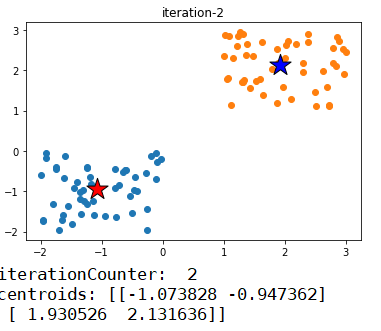 iteration-2
3
2
1
0
−1
−2
−2 −1 0 1 2 3
iterationCounter:  2
centroids: [[-1.073828 -0.947362]
[ 1.930526  2.131636]]